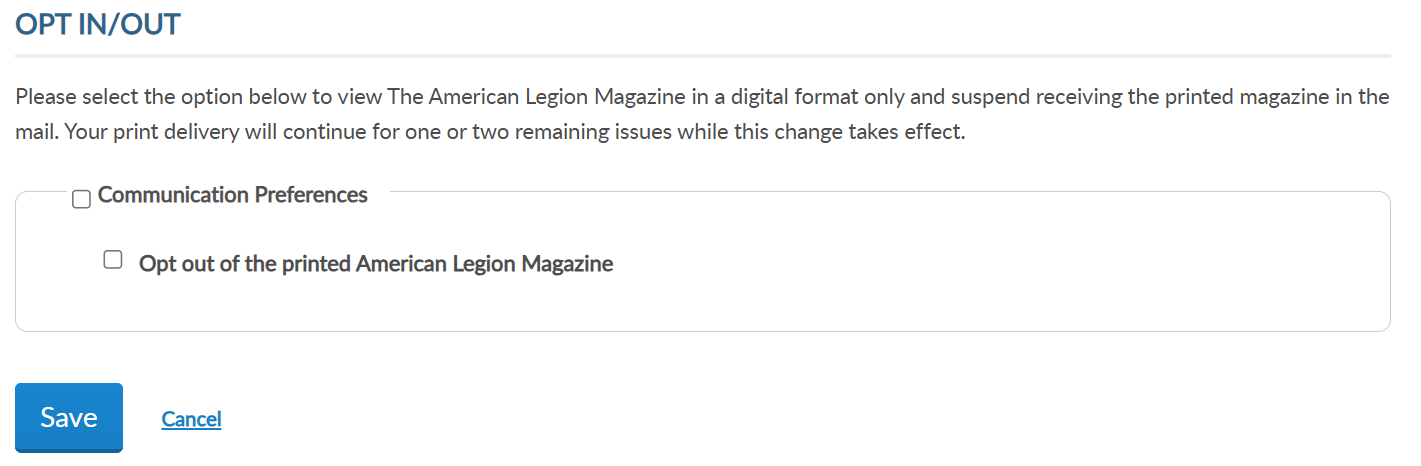 OPT IN/OUT
Please select the option below to view The American Legion Magazine in a digital format only and suspend receiving the printed magazine in the
mail. Your print delivery will continue for one or two remaining issues while this change takes effect.
Communication Preferences
Opt out of the printed American Legion Magazine
Save Cancel